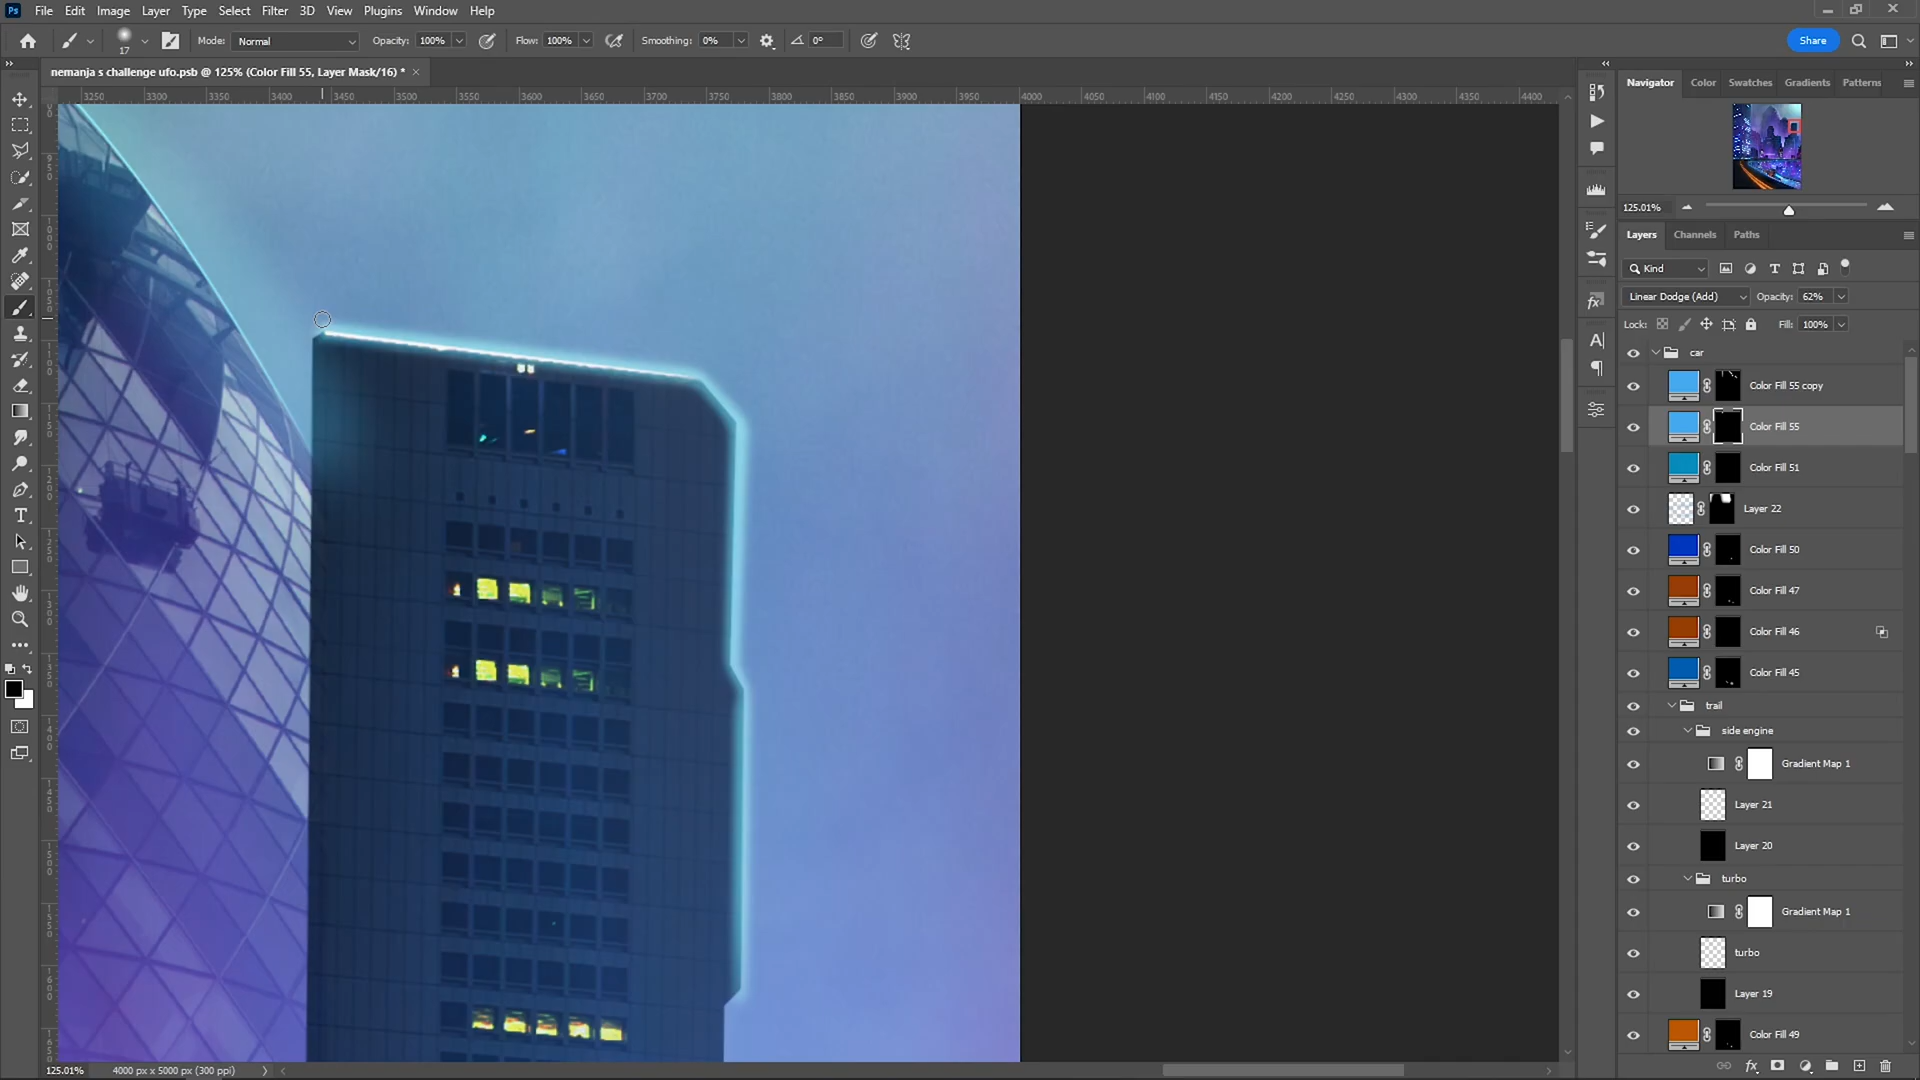 Ps File Edit Image Layer Type Select Filter 3D View Plugins Window Help
17 Mode: Normal Opacity: 100% Flow: 100% Smoothing: 0% 0° Share
nemanja s challenge ufo.psb @ 125% (Color Fill 55, Layer Mask/16) * ×
3250 3300 3350 3400 3450 3500 3550 3600 3650 3700 3750 3800 3850 3900 3950 4000 4050 4100 4150 4200 4250 4300 4350 4400
Navigator Color Swatches Gradients Patterns
125.01%
Layers Channels Paths
Kind
Linear Dodge (Add) Opacity: 62%
Lock: Fill: 100%
car
Color Fill 55 copy
Color Fill 55
Color Fill 51
Layer 22
Color Fill 50
Color Fill 47
Color Fill 46
Color Fill 45
trail
side engine
Gradient Map 1
Layer 21
Layer 20
turbo
Gradient Map 1
turbo
Layer 19
Color Fill 49
125.01% 4000 px x 5000 px (300 ppi)